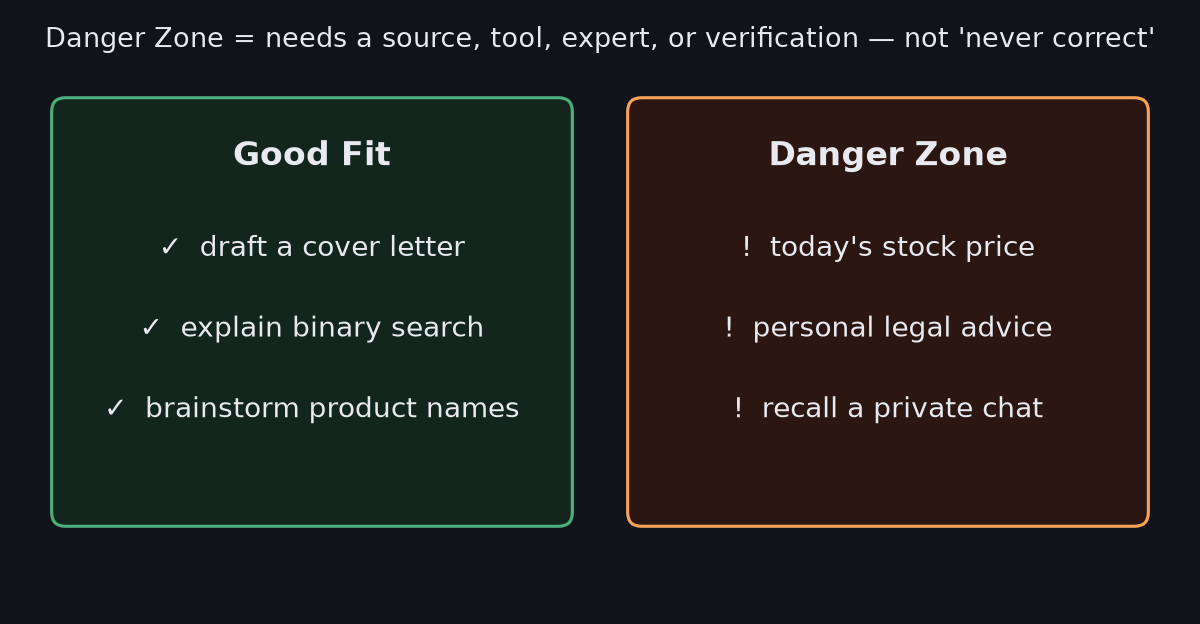 Danger Zone = needs a source, tool, expert, or verification — not 'never correct'
Good Fit
✓ draft a cover letter
✓ explain binary search
✓ brainstorm product names
Danger Zone
! today's stock price
! personal legal advice
! recall a private chat